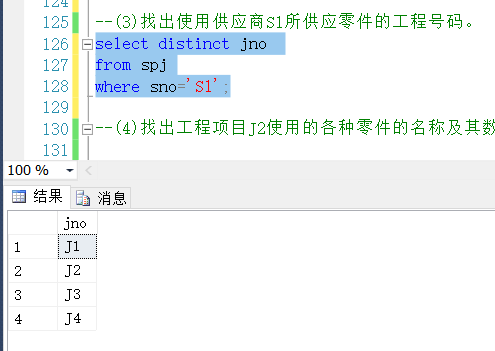 124
125 --(3)找出使用供应商S1所供应零件的工程号码。
126 select distinct jno
127 from spj
128 where sno='S1';
129
130 --(4)找出工程项目J2使用的各种零件的名称及其数
131
100 %
结果 消息
jno
1 J1
2 J2
3 J3
4 J4